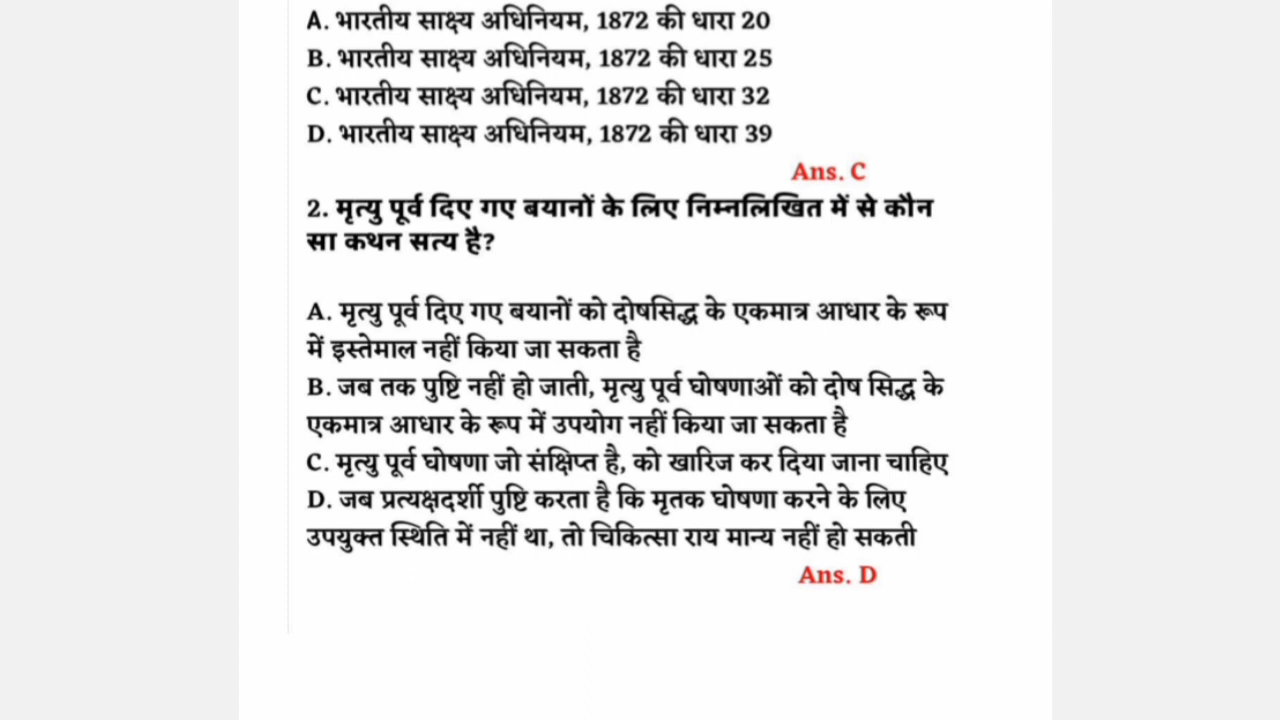 A. भारतीय साक्ष्य अधिनियम, 1872 की धारा 20
B. भारतीय साक्ष्य अधिनियम, 1872 की धारा 25
C. भारतीय साक्ष्य अधिनियम, 1872 की धारा 32
D. भारतीय साक्ष्य अधिनियम, 1872 की धारा 39
Ans. C
2. मृत्यु पूर्व दिए गए बयानों के लिए निम्नलिखित में से कौन
सा कथन सत्य है?
A. मृत्यु पूर्व दिए गए बयानों को दोषसिद्ध के एकमात्र आधार के रूप
में इस्तेमाल नहीं किया जा सकता है
B. जब तक पुष्टि नहीं हो जाती, मृत्यु पूर्व घोषणाओं को दोष सिद्ध के
एकमात्र आधार के रूप में उपयोग नहीं किया जा सकता है
C. मृत्यु पूर्व घोषणा जो संक्षिप्त है, को खारिज कर दिया जाना चाहिए
D. जब प्रत्यक्षदर्शी पुष्टि करता है कि मृतक घोषणा करने के लिए
उपयुक्त स्थिति में नहीं था, तो चिकित्सा राय मान्य नहीं हो सकती
Ans. D